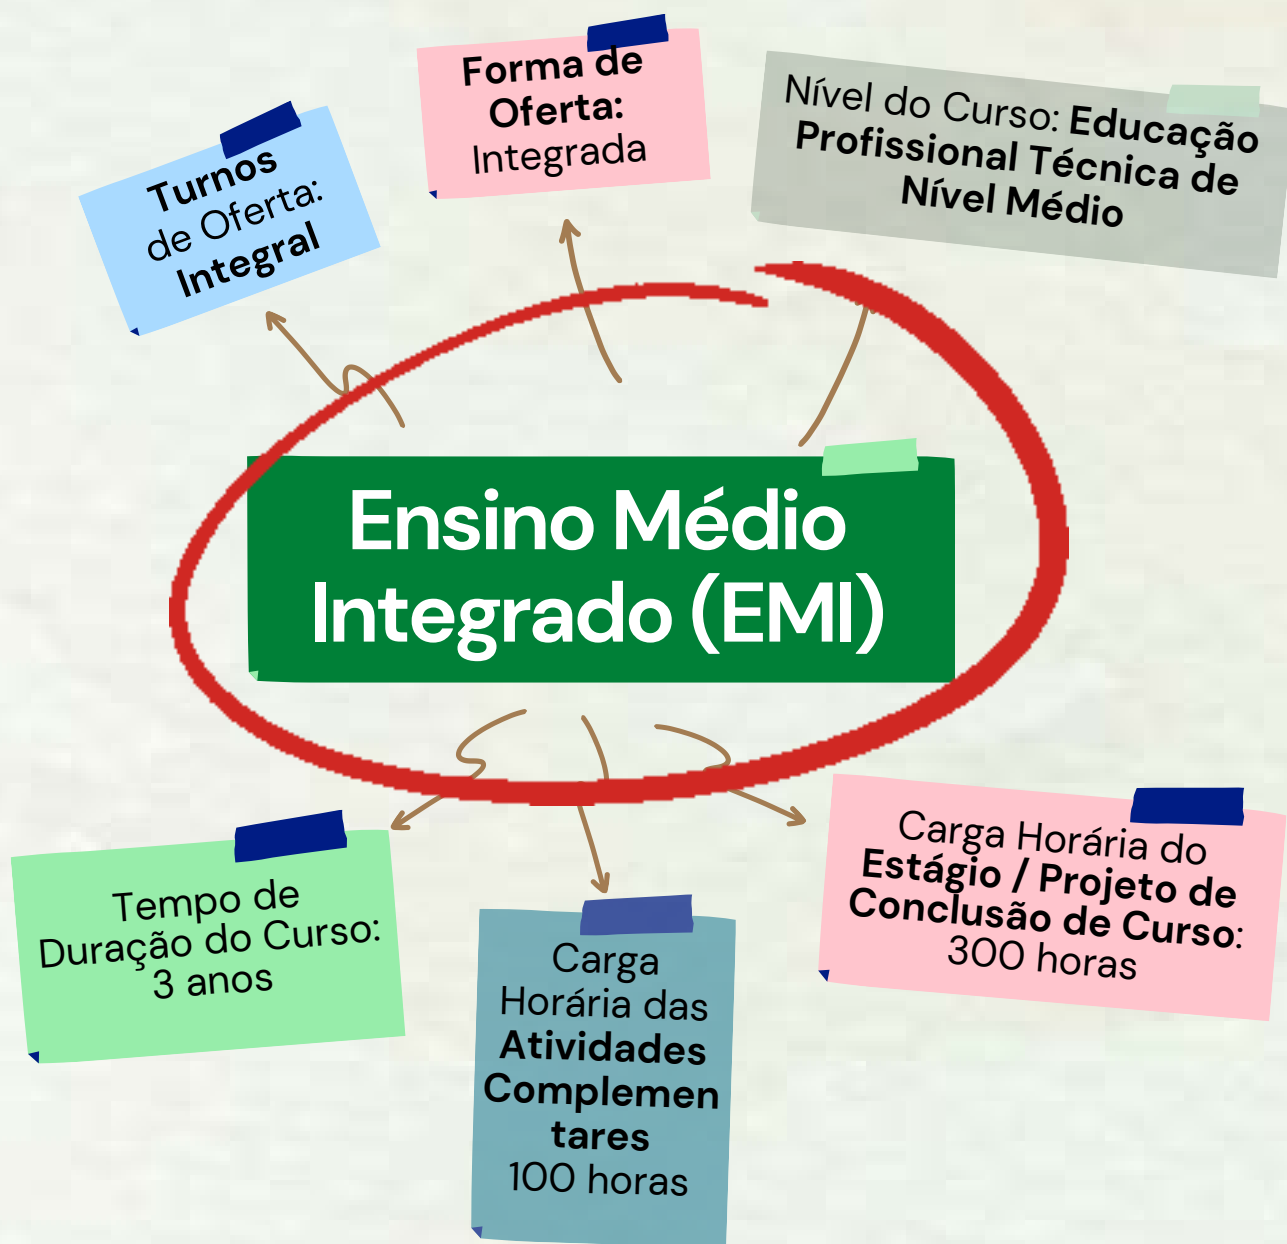 Turnos
de Oferta:
Integral
Forma de
Oferta:
Integrada
Nível do Curso: Educação
Profissional Técnica de
Nível Médio
Ensino Médio
Integrado (EMI)
Tempo de
Duração do Curso:
3 anos
Carga
Horária das
Atividades
Complemen
tares
100 horas
Carga Horária do
Estágio / Projeto de
Conclusão de Curso:
300 horas